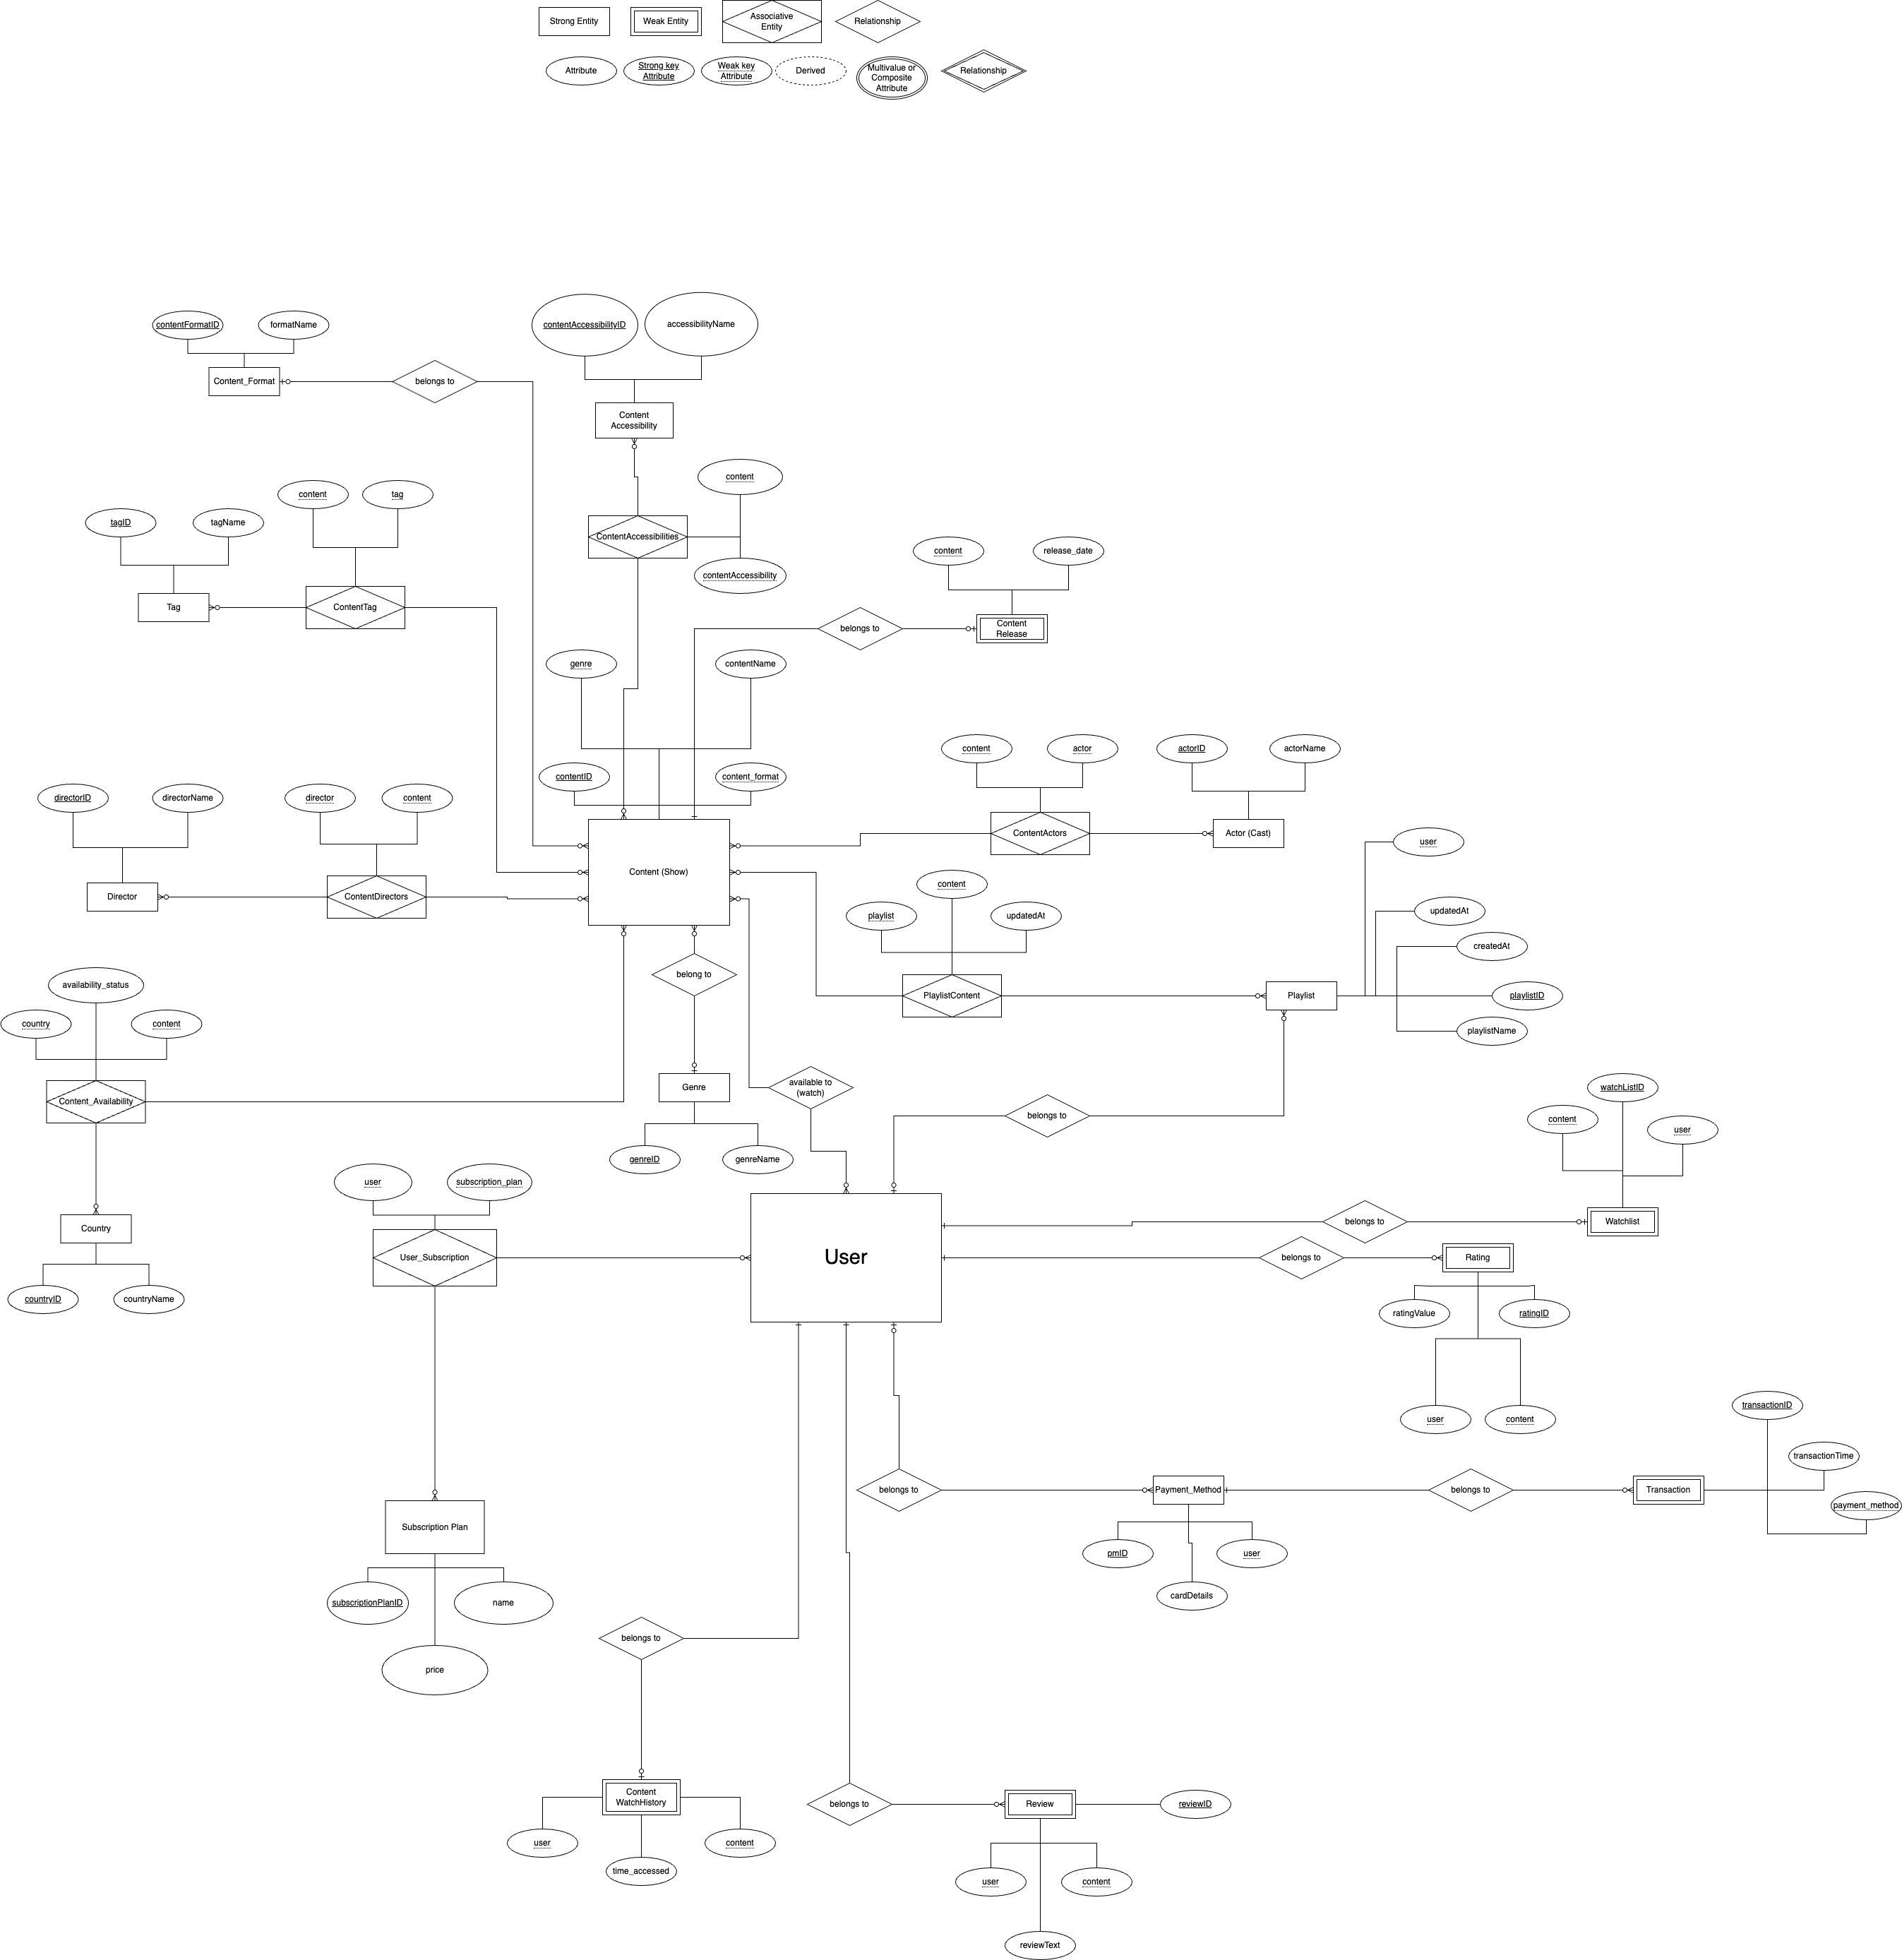 Strong Entity
Weak Entity
Associative
Entity
Relationship
Attribute
Strong key
Attribute
Weak key
Attribute
Derived
Multivalue or
Composite
Attribute
Relationship
contentFormatID
formatName
contentAccessibilityID
accessibilityName
Content_Format
belongs to
Content
Accessibility
content
content
tag
tagID
tagName
ContentAccessibilities
contentAccessibility
content
release_date
Tag
ContentTag
belongs to
Content
Release
genre
contentName
content
actor
actorID
actorName
contentID
content_format
directorID
directorName
director
content
ContentActors
Actor (Cast)
user
Content (Show)
content
Director
ContentDirectors
playlist
updatedAt
updatedAt
createdAt
availability_status
belong to
PlaylistContent
Playlist
playlistID
country
content
playlistName
Genre
available to
(watch)
watchListID
Content_Availability
belongs to
content
user
genreID
genreName
user
subscription_plan
Country
belongs to
Watchlist
User_Subscription
User
belongs to
Rating
countryID
countryName
ratingValue
ratingID
user
content
transactionID
transactionTime
belongs to
Payment_Method
belongs to
Transaction
payment_method
Subscription Plan
pmID
user
cardDetails
subscriptionPlanID
name
belongs to
price
Content
WatchHistory
belongs to
Review
reviewID
user
content
time_accessed
user
content
reviewText